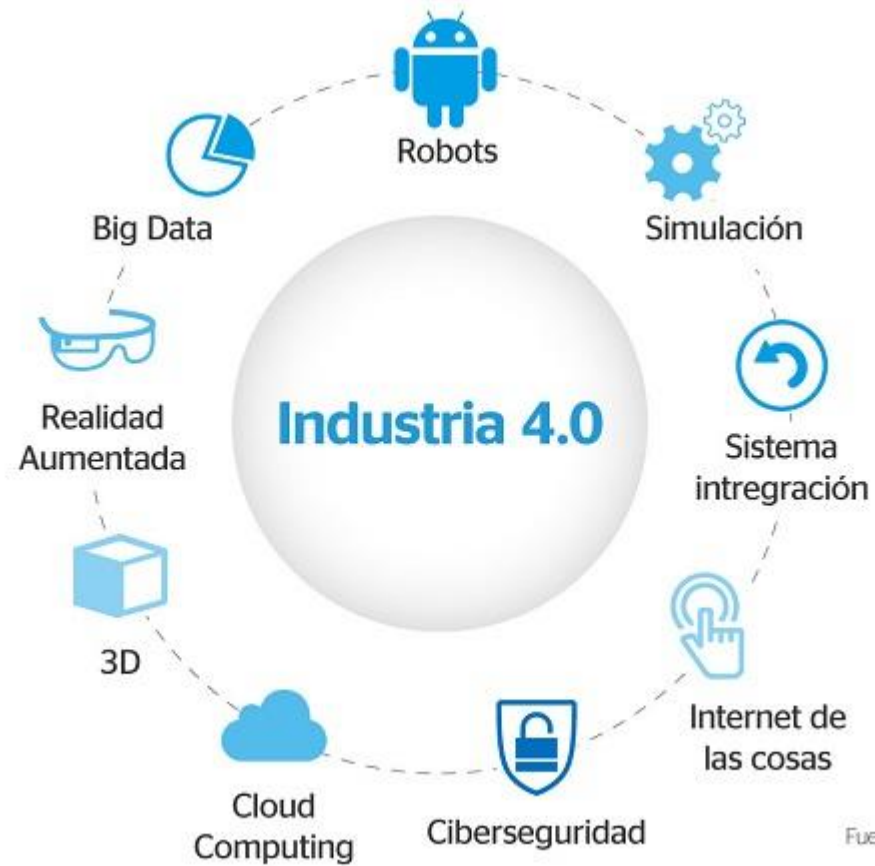 Robots
Simulación
Sistema
intregración
Internet de
las cosas
Ciberseguridad
Cloud
Computing
3D
Realidad
Aumentada
Big Data
Industria 4.0
Fue